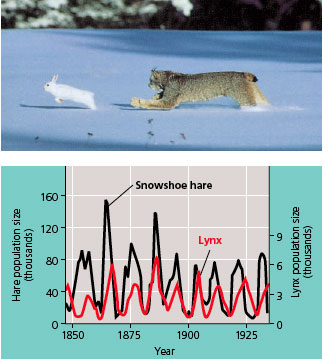 Snowshoe hare
Lynx
Hare population size
(thousands)
160
120
80
40
0
Lynx population size
(thousands)
9
6
3
0
1850
1875
1900
1925
Year